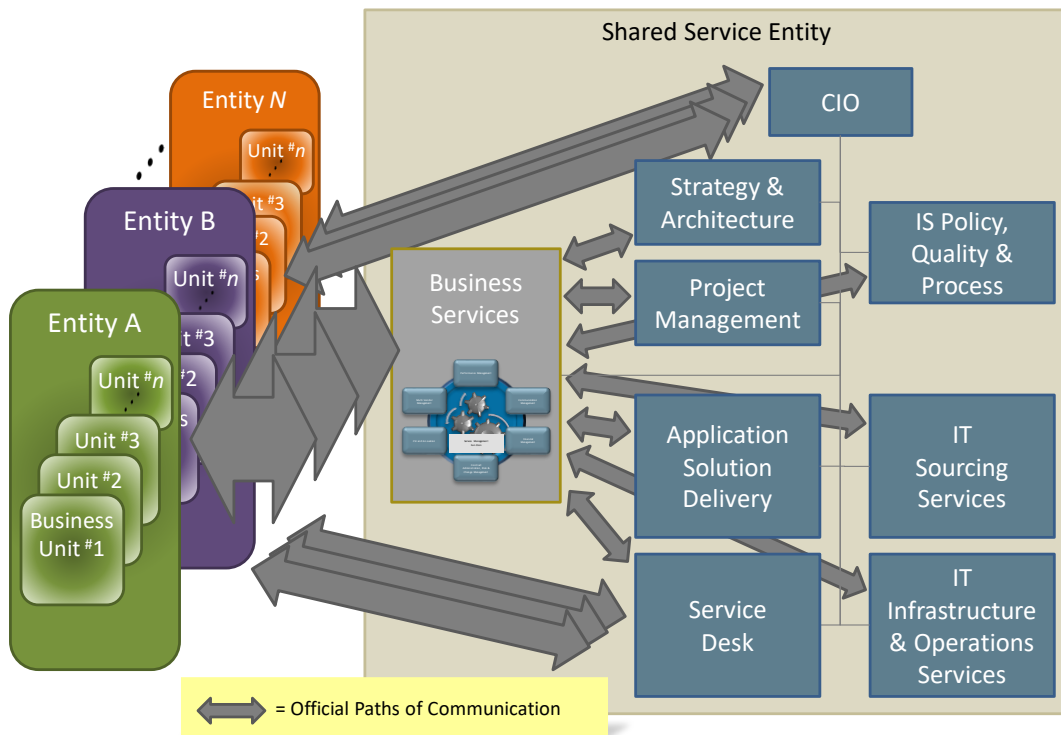 Shared Service Entity
Entity N
Unit #n
Unit #3
#2
s
Entity B
Unit #n
Unit #3
#2
s
Entity A
Unit #n
Unit #3
Unit #2
Business
Unit #1
CIO
Strategy &
Architecture
IS Policy,
Quality &
Process
Business
Services
Project
Management
Application
Solution
Delivery
IT
Sourcing
Services
Service
Desk
IT
Infrastructure
& Operations
Services
= Official Paths of Communication